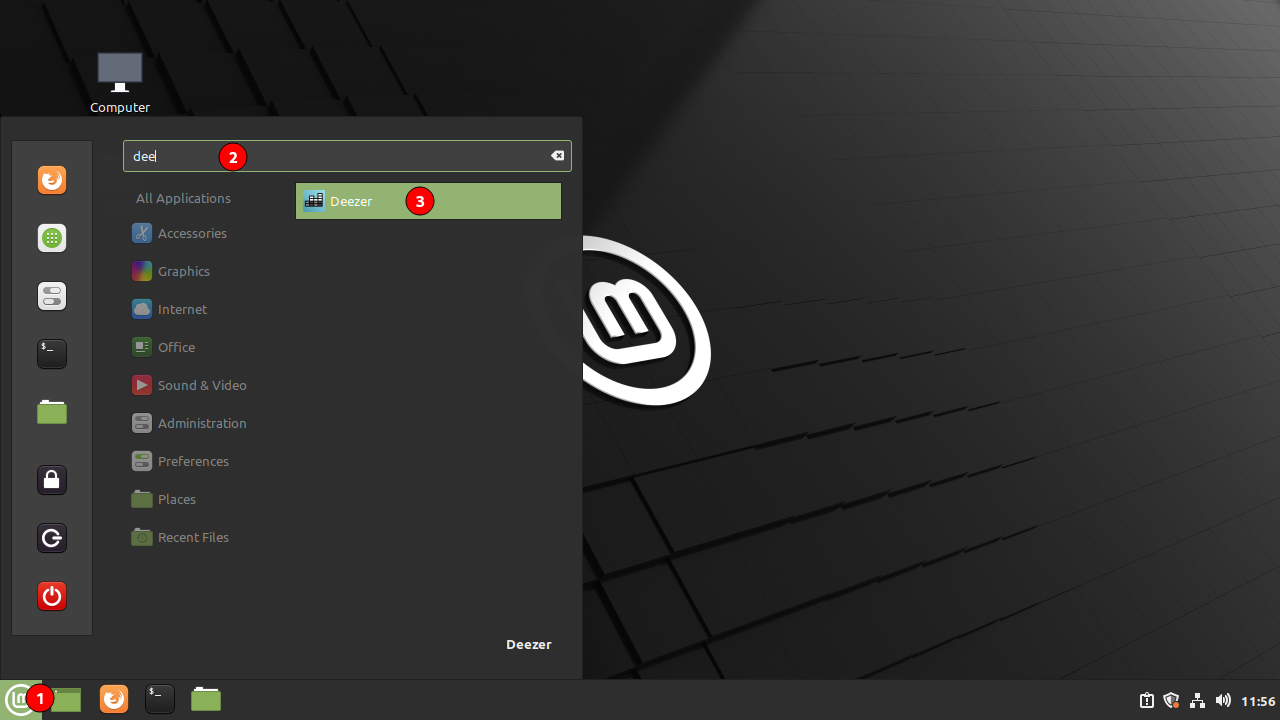 Computer
dee
2
All Applications
Deezer
3
Accessories
Graphics
Internet
Office
Sound & Video
Administration
Preferences
Places
Recent Files
Deezer
1
11:56